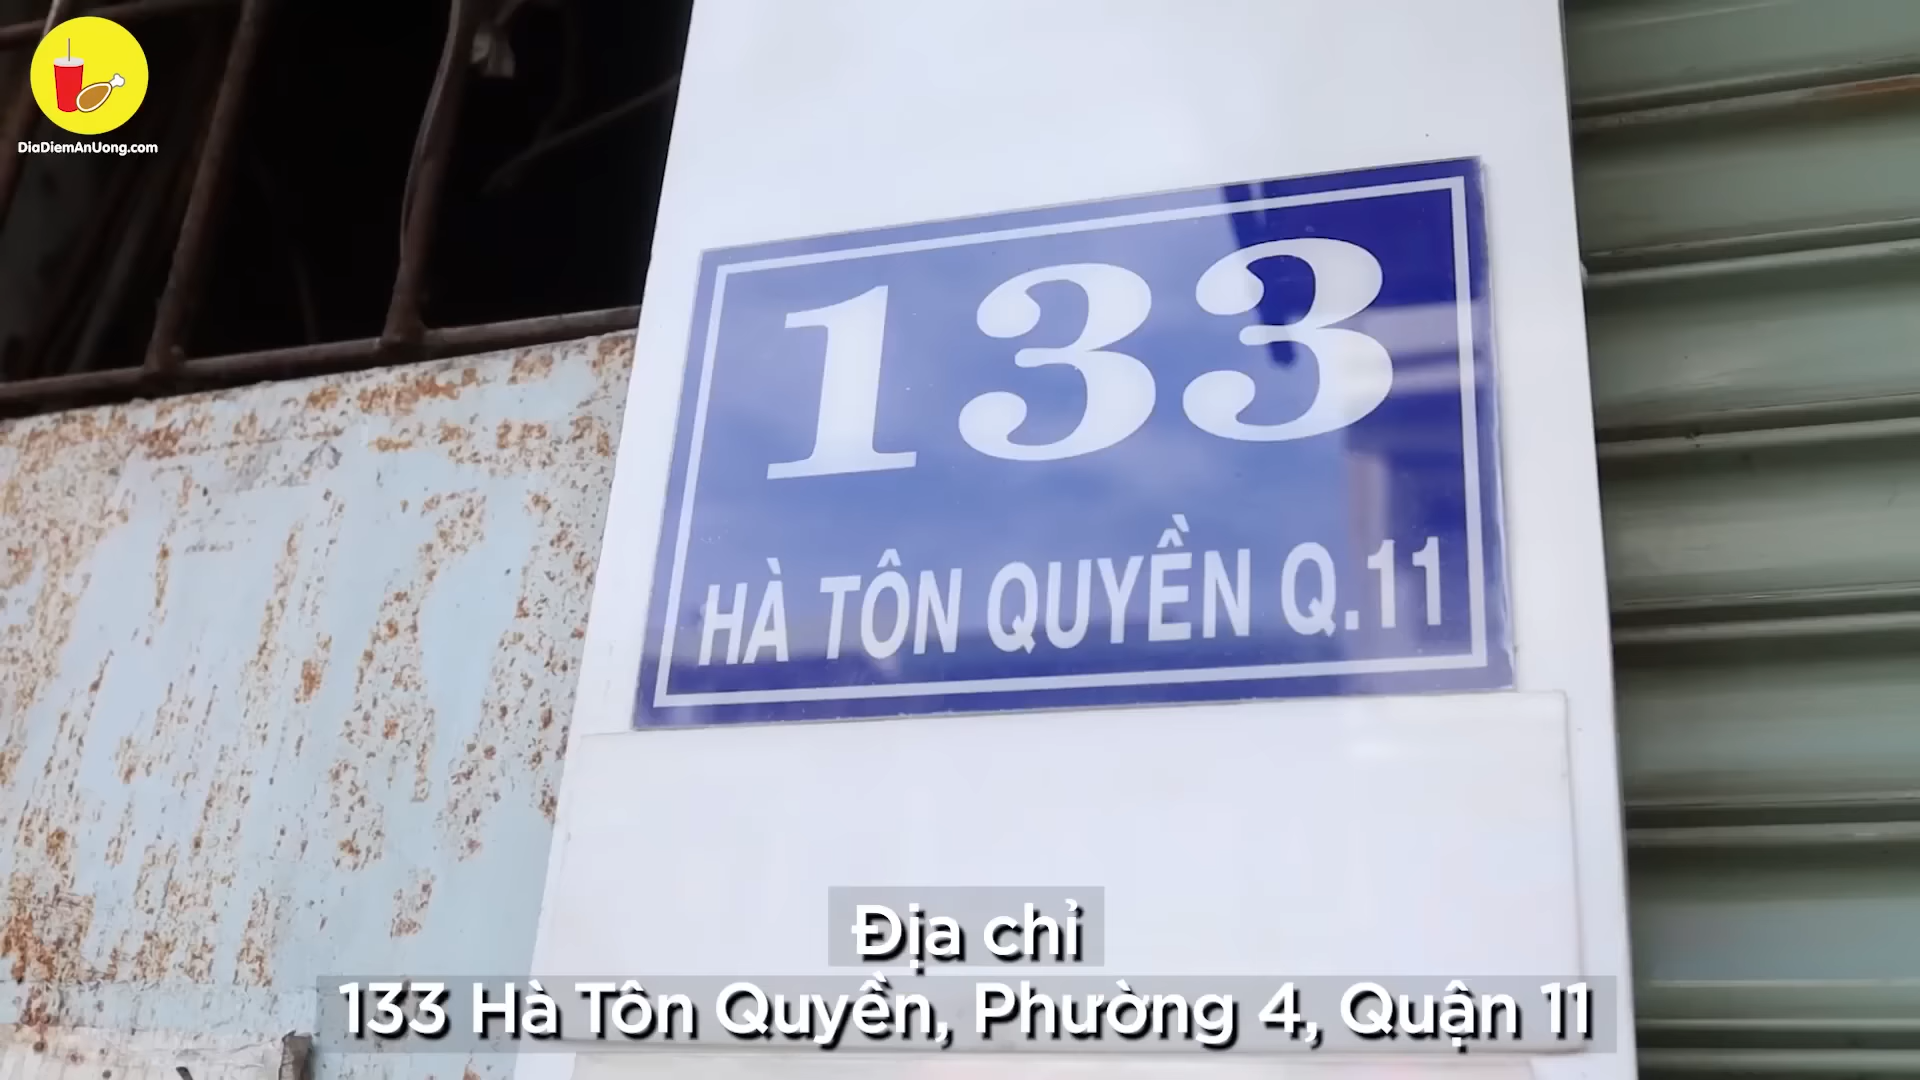 DiaDiemAnUong.com
133
HÀ TÔN QUYỀN Q.11
Địa chỉ
133 Hà Tôn Quyền, Phường 4, Quận 11